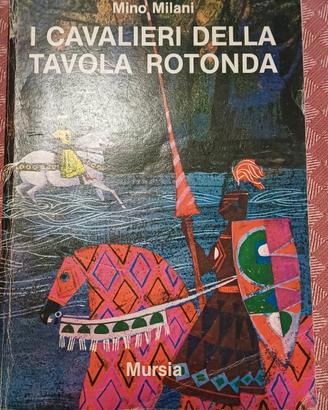 Mino Milani
I CAVALIERI DELLA
TAVOLA ROTONDA
Mursia